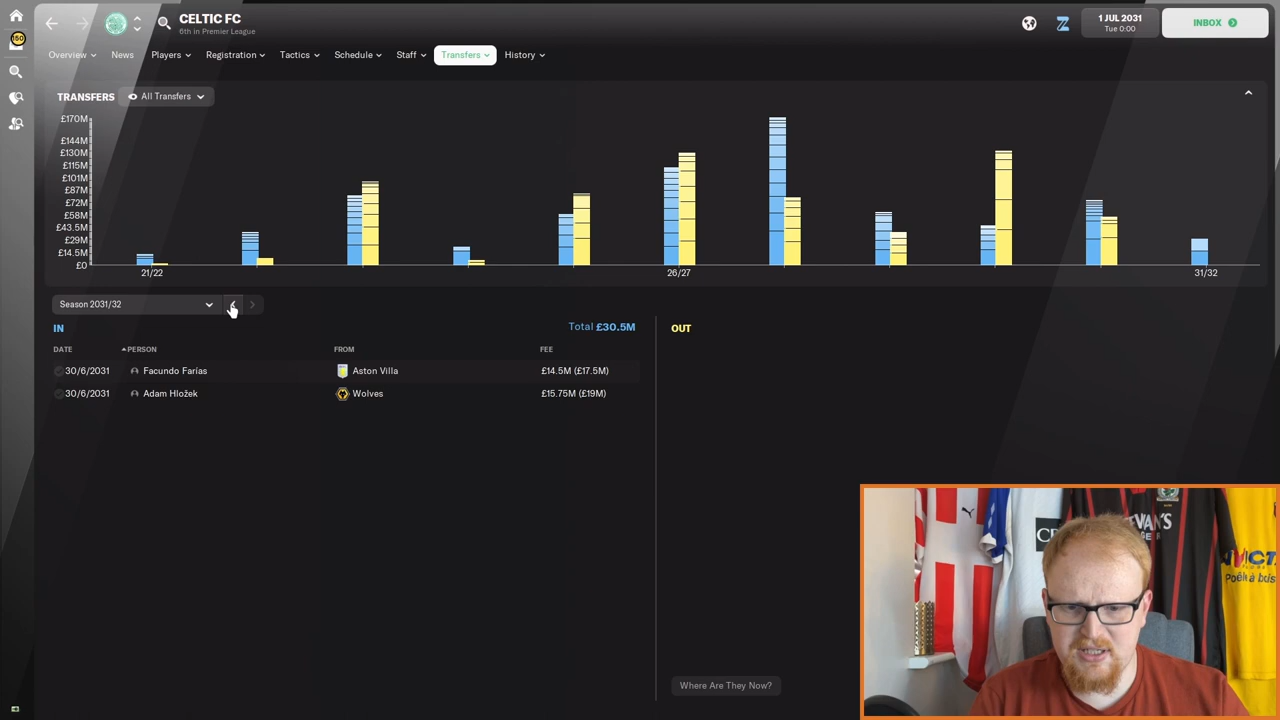 CELTIC FC
6th in Premier League
1 JUL 2031
Tue 0:00
INBOX
150
Overview
News
Players
Registration
Tactics
Schedule
Staff
Transfers
History
TRANSFERS
All Transfers
£170M
£144M
£130M
£115M
£101M
£87M
£72M
£58M
£43.5M
£29M
£14.5M
£0
21/22
26/27
31/32
Season 2031/32
IN
Total £30.5M
OUT
DATE PERSON FROM FEE
30/6/2031 Facundo Farías Aston Villa £14.5M (£17.5M)
30/6/2031 Adam Hložek Wolves £15.75M (£19M)
Where Are They Now?